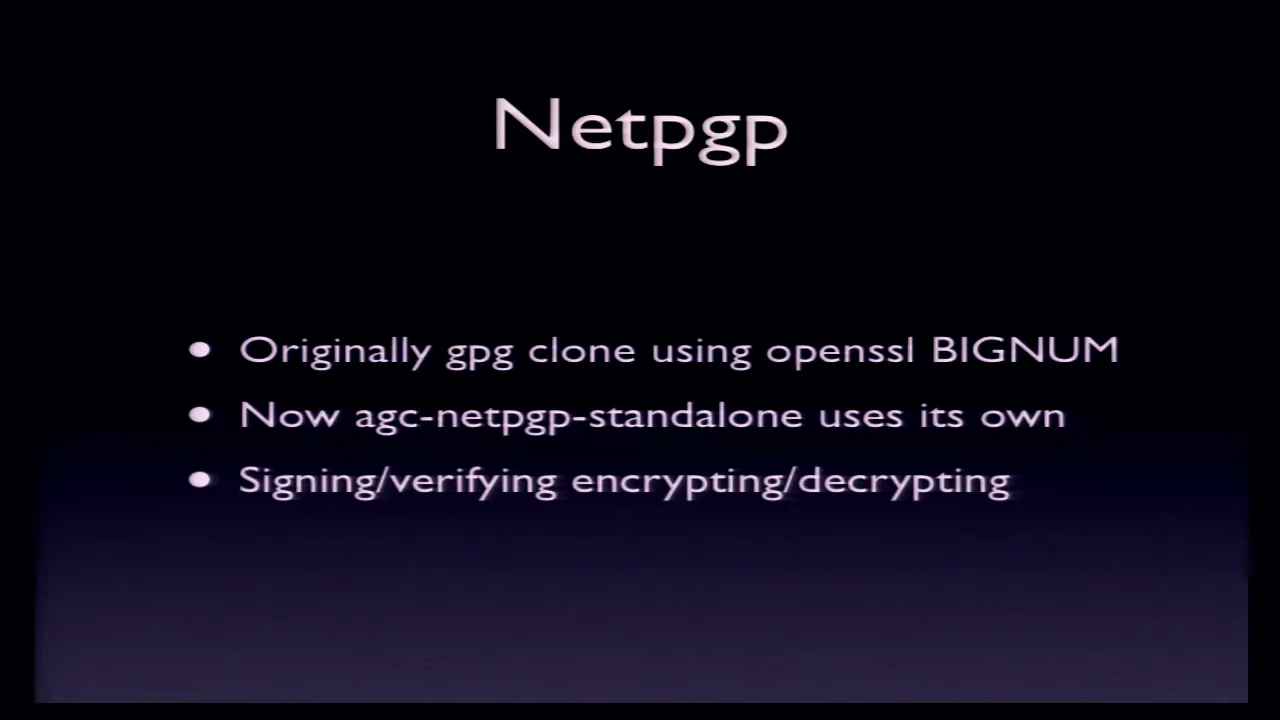 Netpgp
• Originally gpg clone using openssl BIGNUM
• Now agc-netpgp-standalone uses its own
• Signing/verifying encrypting/decrypting